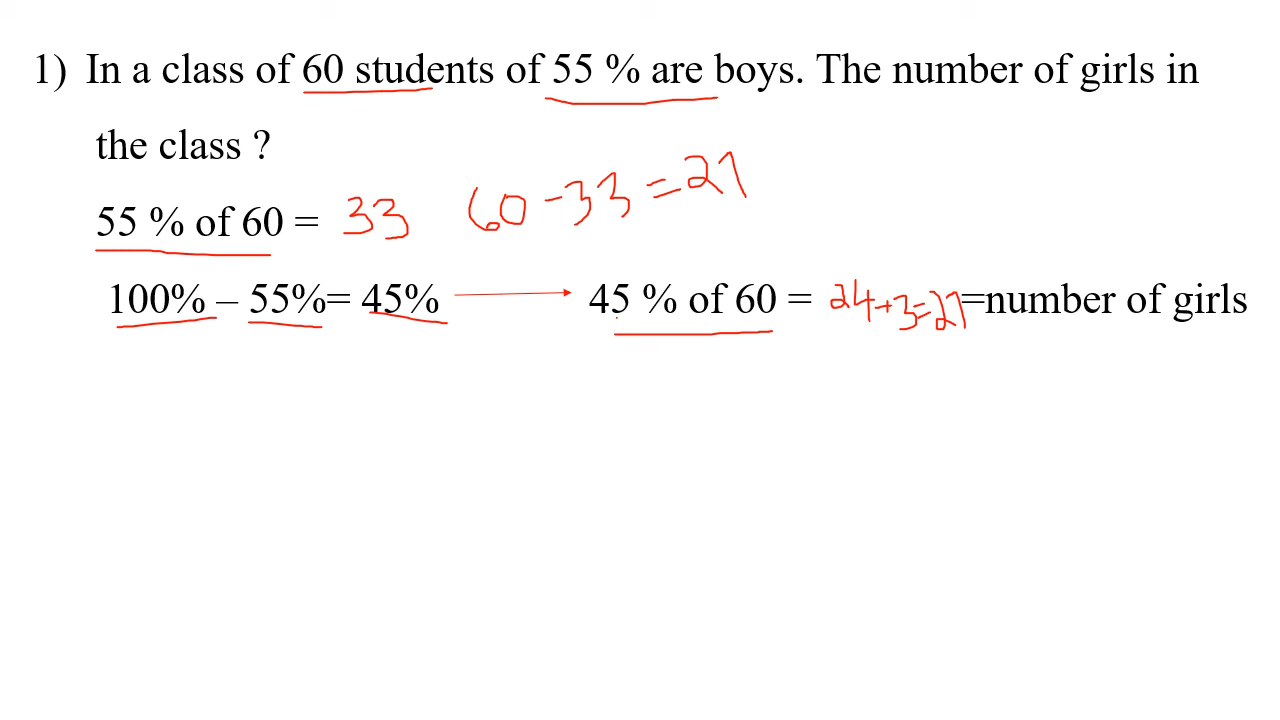 1) In a class of 60 students of 55 % are boys. The number of girls in
the class ?
55 % of 60 = 33 60 - 33 = 27
100% – 55%= 45% → 45 % of 60 = 24+3=27=number of girls